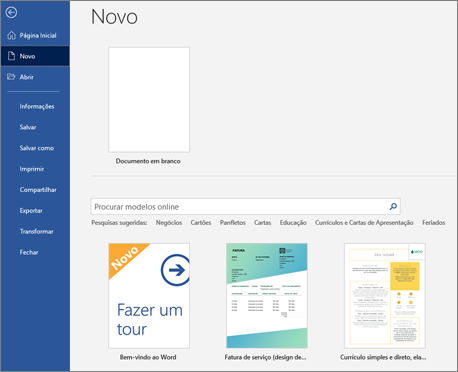 Novo
Página Inicial
Novo
Abrir
Informações
Salvar
Salvar como
Imprimir
Compartilhar
Exportar
Transformar
Fechar
Documento em branco
Procurar modelos online
Pesquisas sugeridas: Negócios Cartões Panfletos Cartas Educação Currículos e Cartas de Apresentação Feriados
Novo
Fazer um
tour
Bem-vindo ao Word
FATURA
Fatura de serviço (design de...
SEU NOME
Currículo simples e direto, ela...